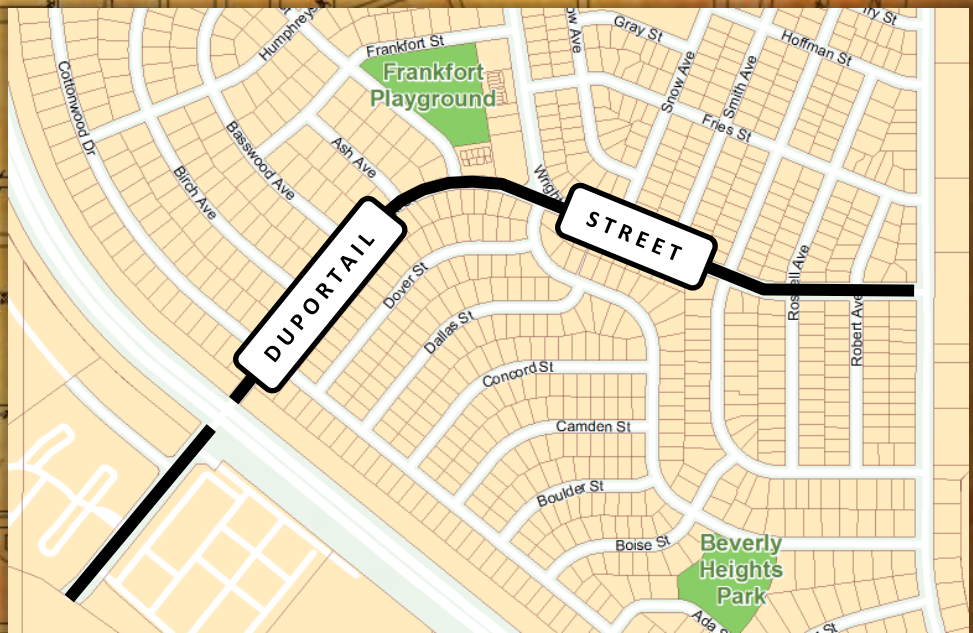 Humphreys
Frankfort St
Gray St
Hoffman St
Frankfort
Playground
Cottonwood Dr
Snow Ave
Smith Ave
Fries St
Basswood Ave
Ash Ave
Birch Ave
DUPORTAIL
STREET
Dover St
Dallas St
Robert Ave
Concord St
Camden St
Boulder St
Boise St
Beverly
Heights
Park
Ada
St